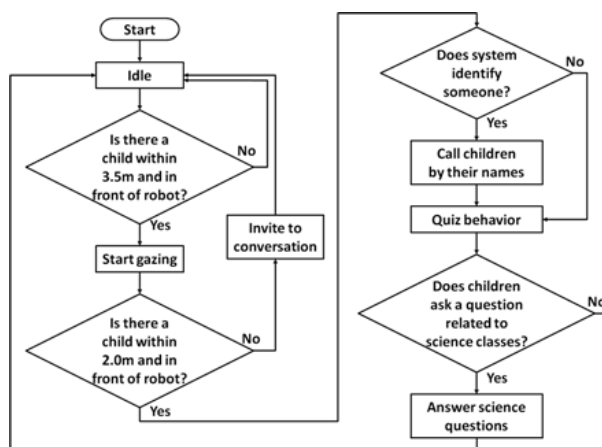 Start
Idle
Is there a
child within
3.5m and in
front of robot?
No
Yes
Start gazing
Invite to
conversation
Is there a
child within
2.0m and in
front of robot?
No
Yes
Does system
identify
someone?
No
Yes
Call children
by their names
Quiz behavior
Does children
ask a question
related to
science classes?
No
Yes
Answer science
questions